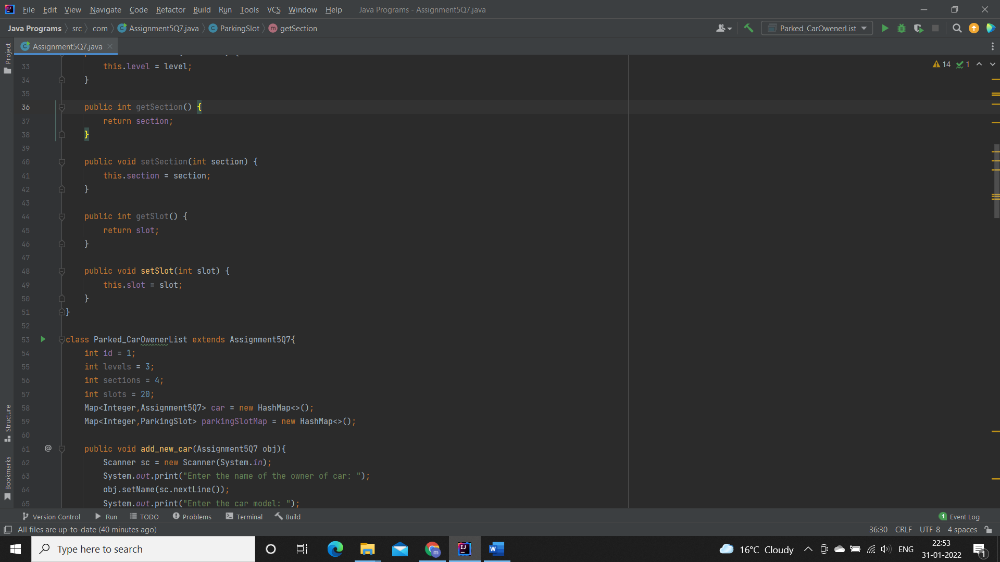 File Edit View Navigate Code Refactor Build Run Tools VCS Window Help Java Programs - Assignment5Q7.java
Java Programs src com Assignment5Q7.java ParkingSlot getSection Parked_CarOwenerList
Project
Assignment5Q7.java
14 1
33 this.level = level;
34 }
35
36 public int getSection() {
37 return section;
38 }
39
40 public void setSection(int section) {
41 this.section = section;
42 }
43
44 public int getSlot() {
45 return slot;
46 }
47
48 public void setSlot(int slot) {
49 this.slot = slot;
50 }
51 }
52
53 class Parked_CarOwenerList extends Assignment5Q7{
54 int id = 1;
55 int levels = 3;
56 int sections = 4;
57 int slots = 20;
58 Map<Integer,Assignment5Q7> car = new HashMap<>();
59 Map<Integer,ParkingSlot> parkingSlotMap = new HashMap<>();
60
61 @ public void add_new_car(Assignment5Q7 obj){
62 Scanner sc = new Scanner(System.in);
63 System.out.print("Enter the name of the owner of car: ");
64 obj.setName(sc.nextLine());
65 System.out.print("Enter the car model: ");
Structure
Bookmarks
Version Control Run TODO Problems Terminal Build 1 Event Log
All files are up-to-date (40 minutes ago) 36:30 CRLF UTF-8 4 spaces
Type here to search 16°C Cloudy ENG 22:53
31-01-2022 1